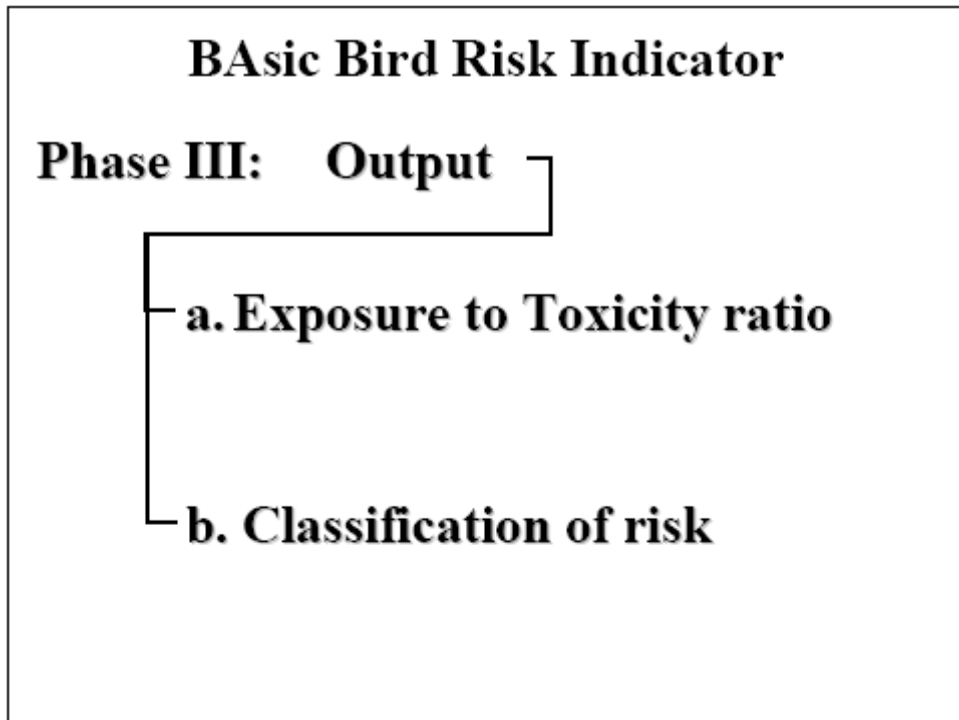 BAsic Bird Risk Indicator
Phase III: Output
a. Exposure to Toxicity ratio
b. Classification of risk